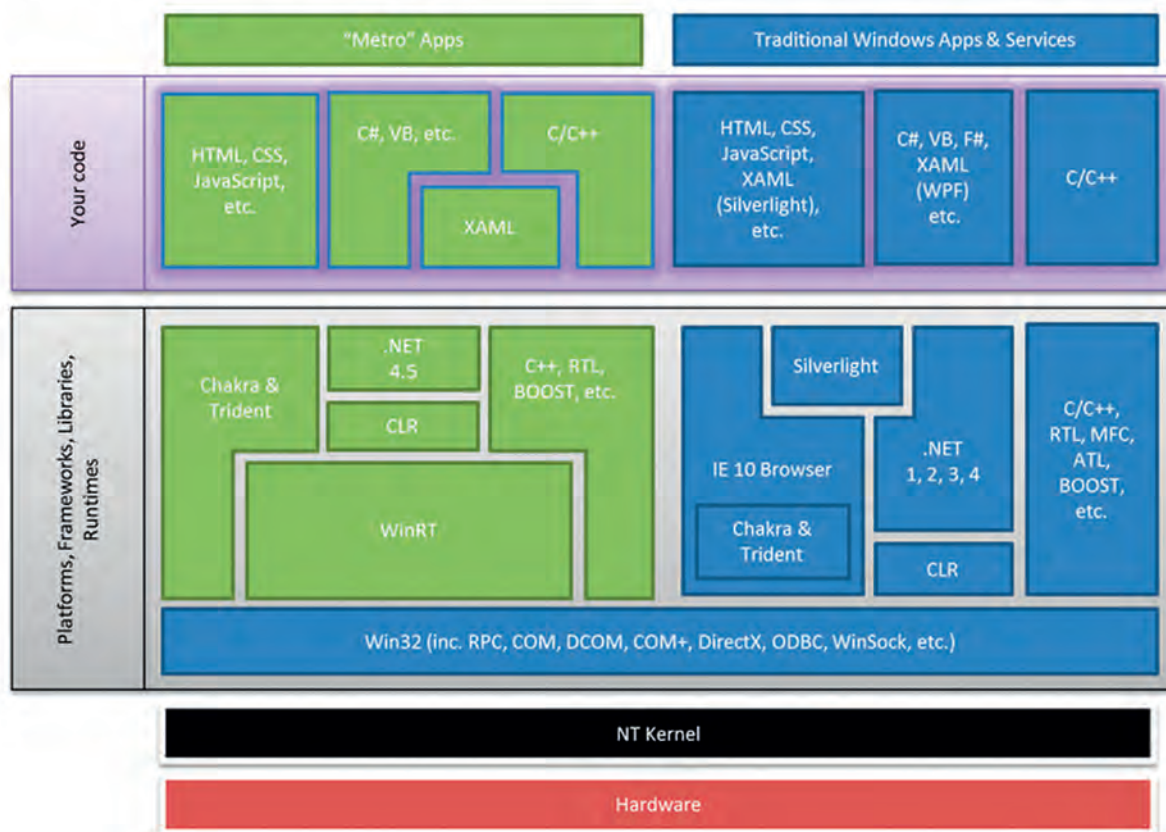 “Metro” Apps
Traditional Windows Apps & Services
Your code
HTML, CSS,
JavaScript,
etc.
C#, VB, etc.
XAML
C/C++
HTML, CSS,
JavaScript,
XAML
(Silverlight),
etc.
C#, VB, F#,
XAML
(WPF)
etc.
C/C++
Platforms, Frameworks, Libraries,
Runtimes
Chakra &
Trident
.NET
4.5
CLR
C++, RTL,
BOOST, etc.
WinRT
Silverlight
IE 10 Browser
Chakra &
Trident
.NET
1, 2, 3, 4
CLR
C/C++,
RTL, MFC,
ATL,
BOOST,
etc.
Win32 (inc. RPC, COM, DCOM, COM+, DirectX, ODBC, WinSock, etc.)
NT Kernel
Hardware